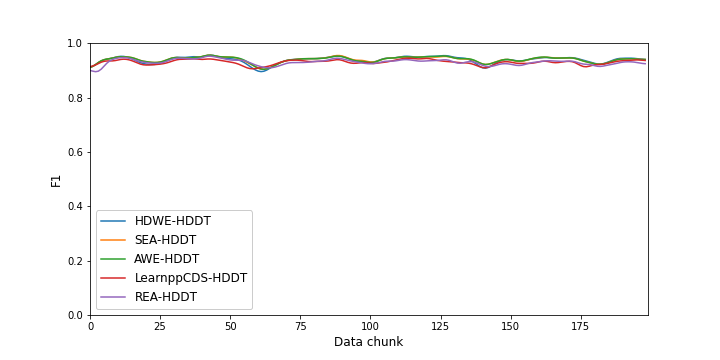 1.0
0.8
0.6
0.4
0.2
0.0
F1
HDWE-HDDT
SEA-HDDT
AWE-HDDT
LearnppCDS-HDDT
REA-HDDT
0 25 50 75 100 125 150 175
Data chunk